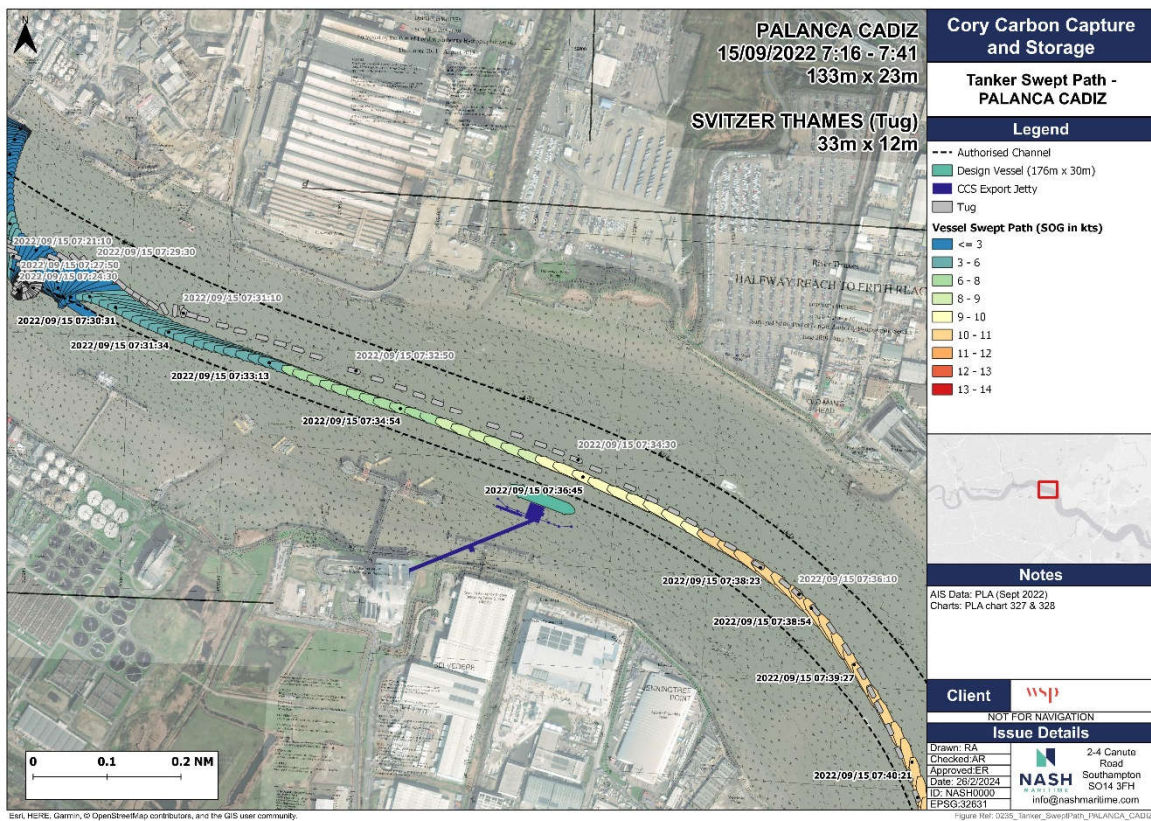 N
PALANCA CADIZ
15/09/2022 7:16 - 7:41
133m x 23m
SVITZER THAMES (Tug)
33m x 12m
2022/09/15 07:21:10
2022/09/15 07:29:30
2022/09/15 07:27:50
2022/09/15 07:24:30
2022/09/15 07:31:10
2022/09/15 07:30:31
2022/09/15 07:31:34
2022/09/15 07:32:50
2022/09/15 07:33:13
2022/09/15 07:34:54
2022/09/15 07:34:30
2022/09/15 07:36:45
2022/09/15 07:38:23
2022/09/15 07:36:10
2022/09/15 07:38:54
2022/09/15 07:39:27
2022/09/15 07:40:21
River Thames
HALFWAY REACH TO ERITH REAC
HEAD
BELVEDERE
POINT
0 0.1 0.2 NM
Cory Carbon Capture
and Storage
Tanker Swept Path -
PALANCA CADIZ
Legend
Authorised Channel
Design Vessel (176m x 30m)
CCS Export Jetty
Tug
Vessel Swept Path (SOG in kts)
<= 3
3 - 6
6 - 8
8 - 9
9 - 10
10 - 11
11 - 12
12 - 13
13 - 14
Notes
AIS Data: PLA (Sept 2022)
Charts: PLA chart 327 & 328
Client
wsp
NOT FOR NAVIGATION
Issue Details
Drawn: RA
Checked:AR
Approved:ER
Date: 26/2/2024
ID: NASH0000
EPSG:32631
NASH
MARITIME
2-4 Canute
Road
Southampton
SO14 3FH
info@nashmaritime.com
Esri, HERE, Garmin, © OpenStreetMap contributors, and the GIS user community.
Figure Ref: 0235_Tanker_SweptPath_PALANCA_CADIZ